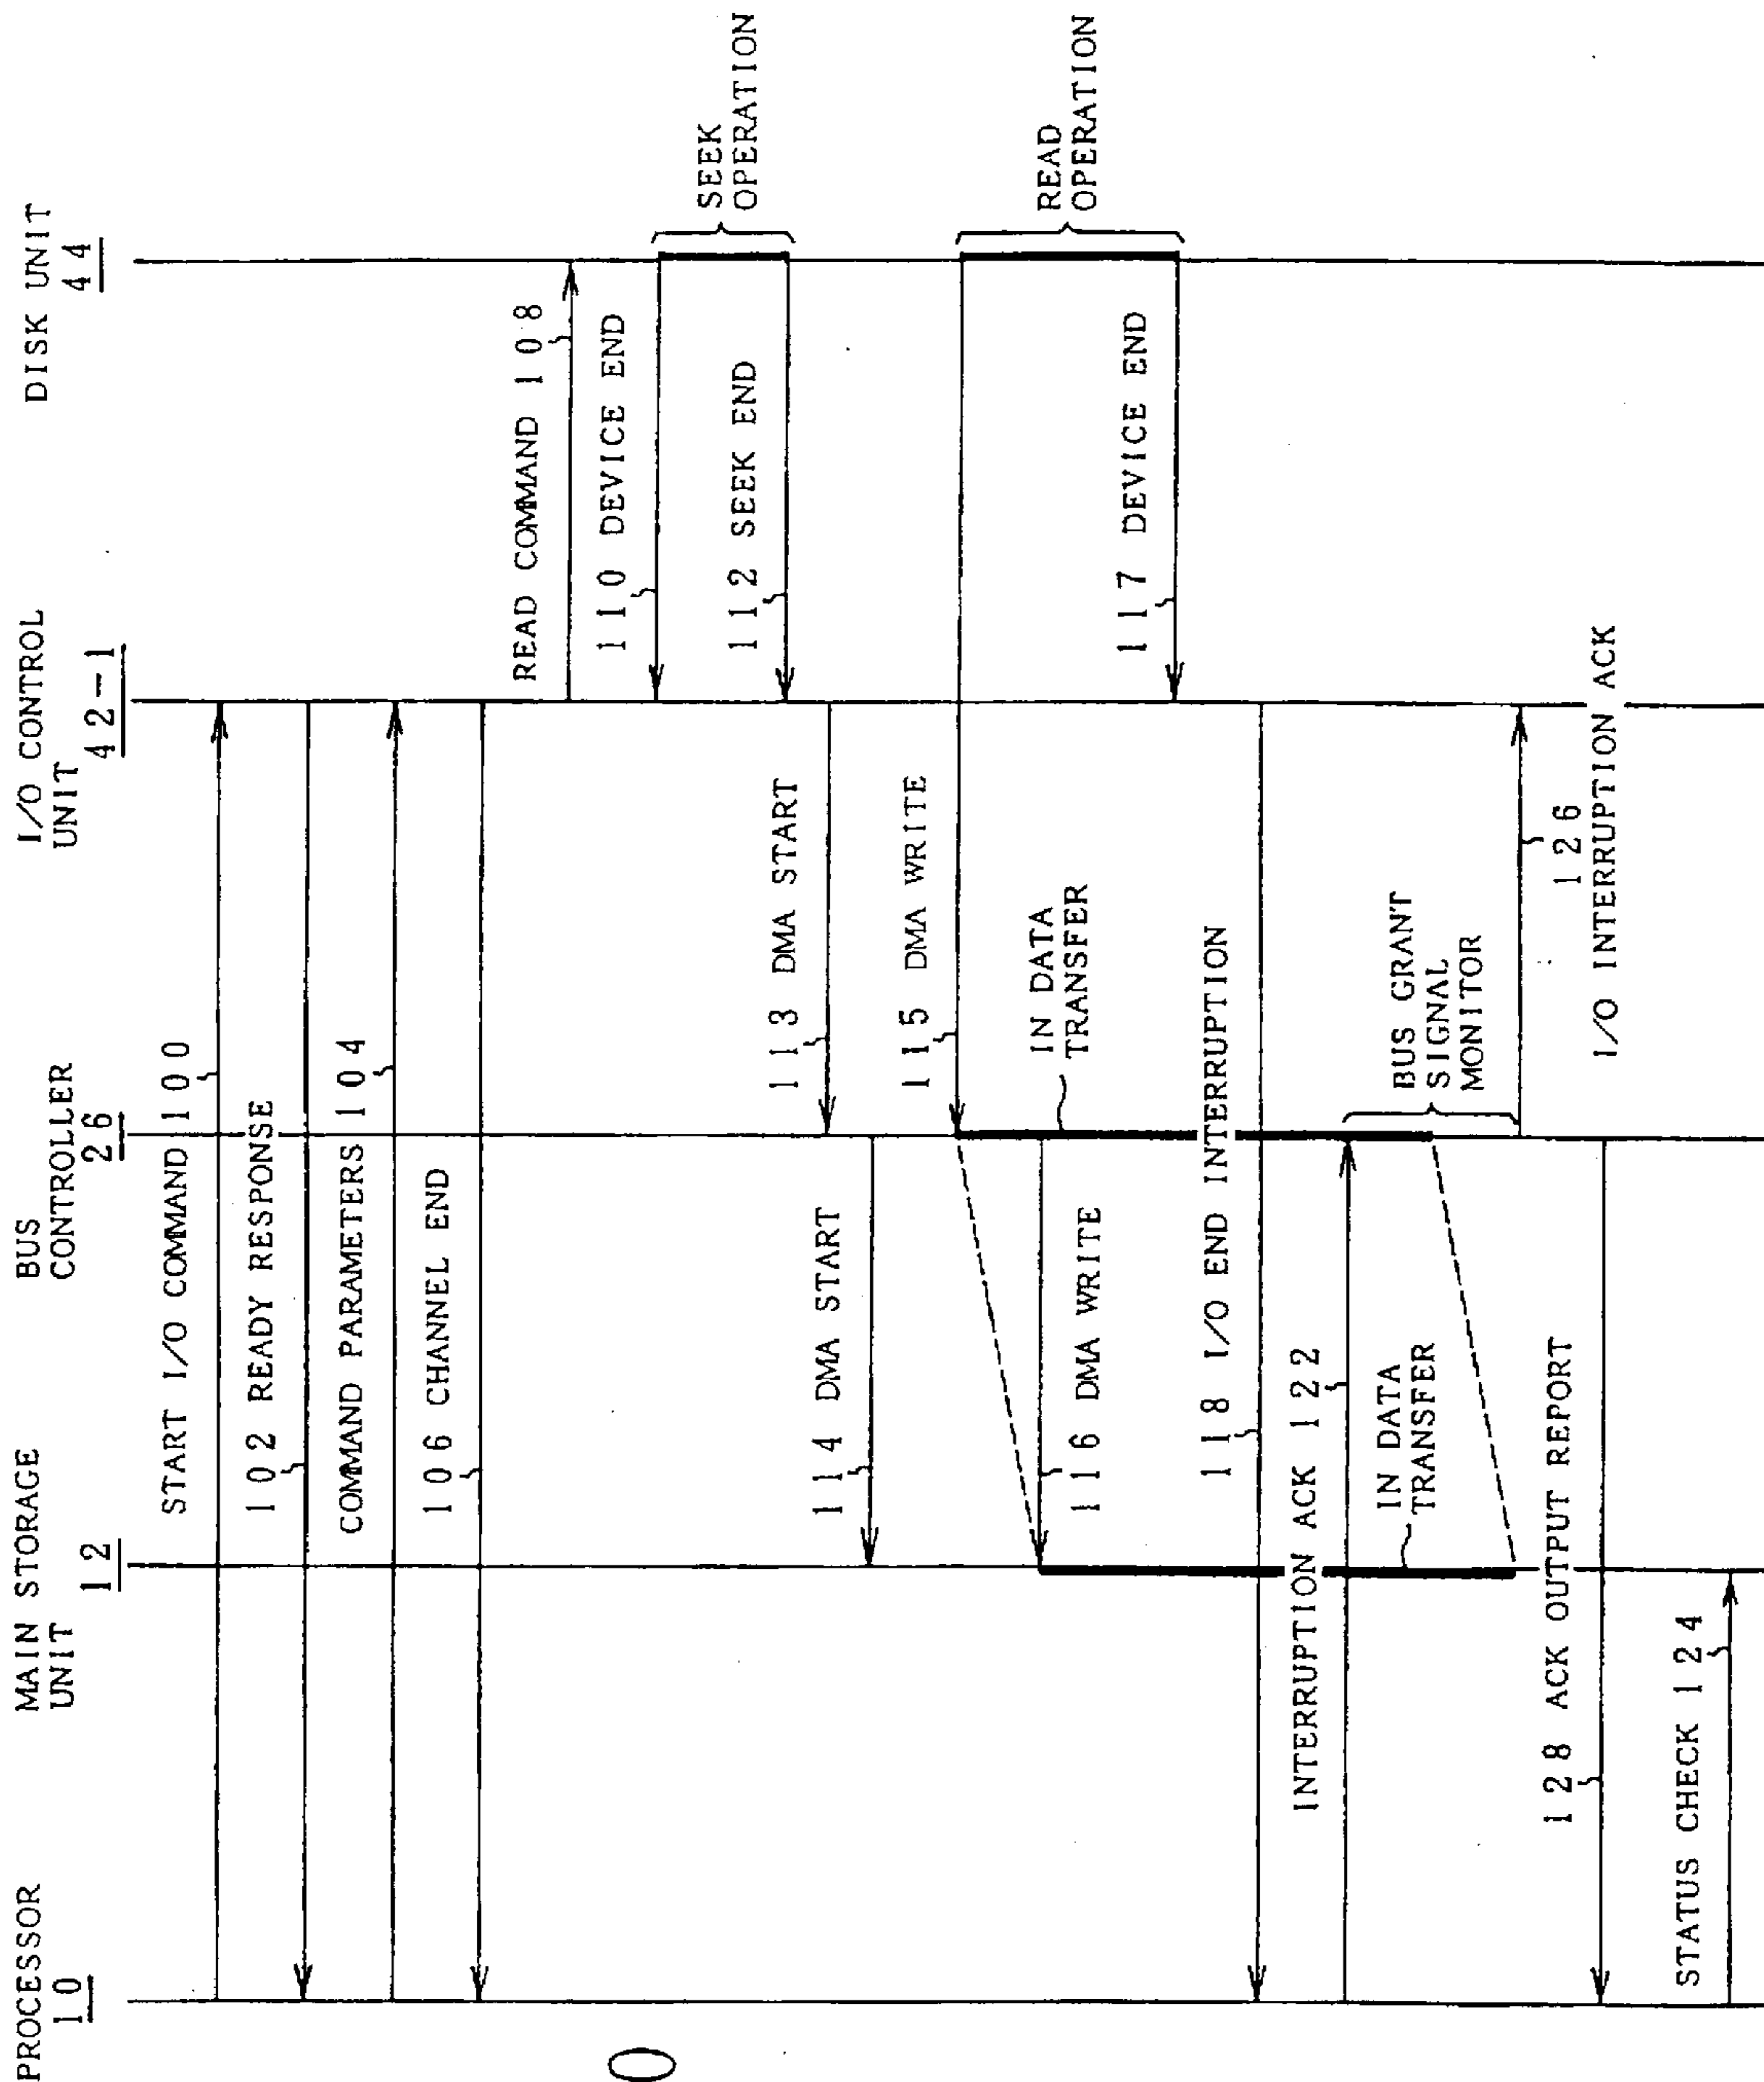 PROCESSOR
10
MAIN STORAGE
UNIT
12
BUS
CONTROLLER
26
I/O CONTROL
UNIT
42-1
DISK UNIT
44
START I/O COMMAND 100
102 READY RESPONSE
COMMAND PARAMETERS 104
106 CHANNEL END
READ COMMAND 108
110 DEVICE END
SEEK
OPERATION
112 SEEK END
113 DMA START
114 DMA START
115 DMA WRITE
READ
OPERATION
IN DATA
TRANSFER
116 DMA WRITE
117 DEVICE END
118 I/O END INTERRUPTION
INTERRUPTION ACK 122
IN DATA
TRANSFER
BUS GRANT
SIGNAL
MONITOR
126
I/O INTERRUPTION ACK
128 ACK OUTPUT REPORT
STATUS CHECK 124